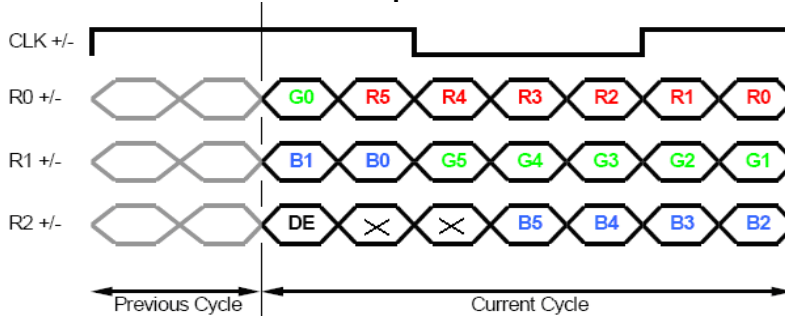 CLK +/-
R0 +/- G0 R5 R4 R3 R2 R1 R0
R1 +/- B1 B0 G5 G4 G3 G2 G1
R2 +/- DE B5 B4 B3 B2
Previous Cycle Current Cycle